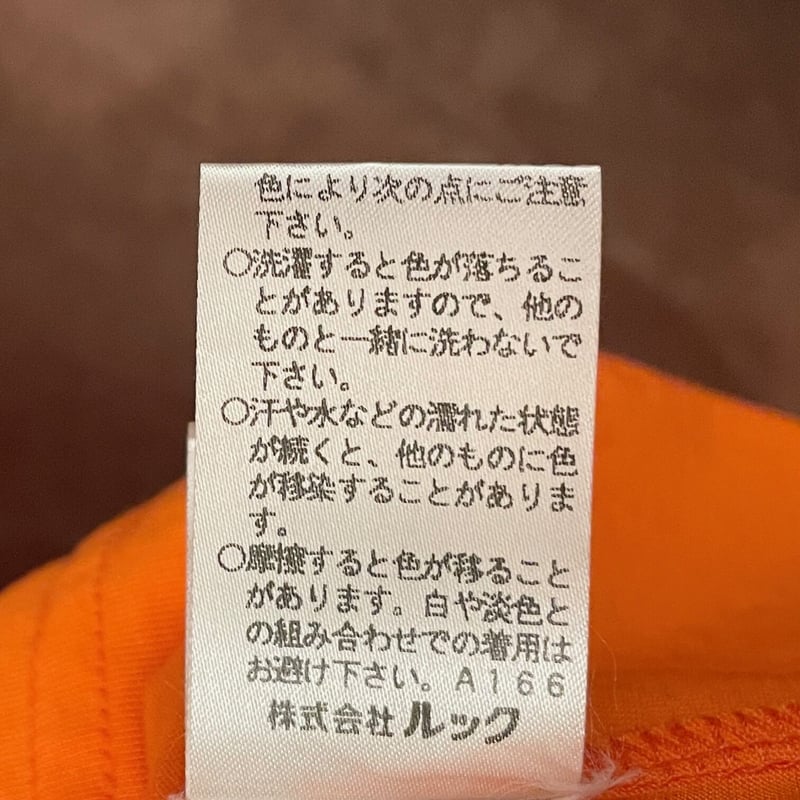 色により次の点にご注意
下さい。
○洗濯すると色が落ちるこ
とがありますので、他の
ものと一緒に洗わないで
下さい。
○汗や水などの濡れた状態
が続くと、他のものに色
が移染することがありま
す。
○摩擦すると色が移ること
があります。白や淡色と
の組み合わせでの着用は
お避け下さい。A166
株式会社ルック